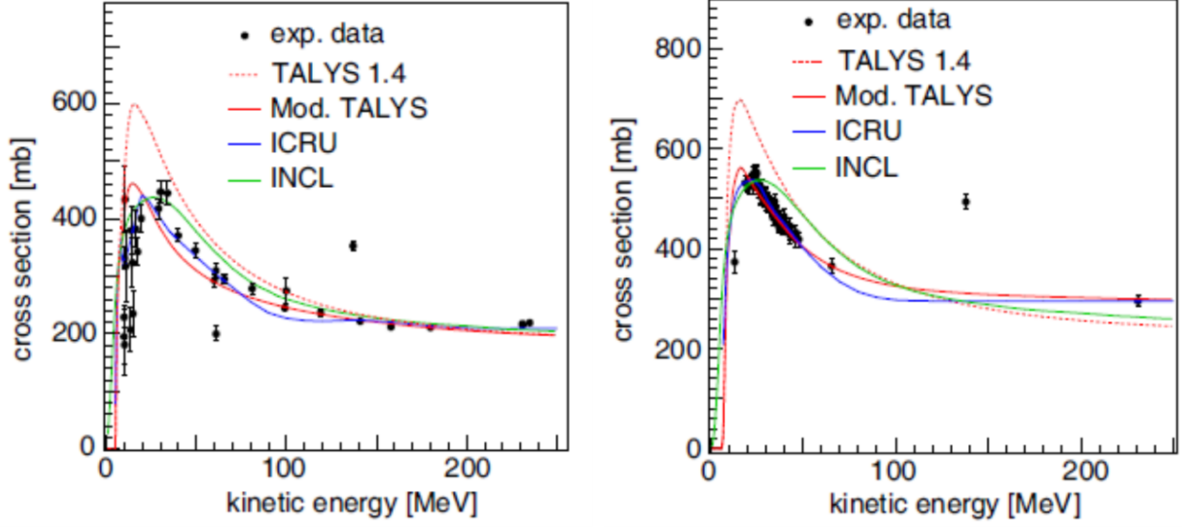 exp. data
TALYS 1.4
Mod. TALYS
ICRU
INCL
cross section [mb]
600
400
200
0
0 100 200
kinetic energy [MeV]
exp. data
TALYS 1.4
Mod. TALYS
ICRU
INCL
cross section [mb]
800
600
400
200
0
0 100 200
kinetic energy [MeV]